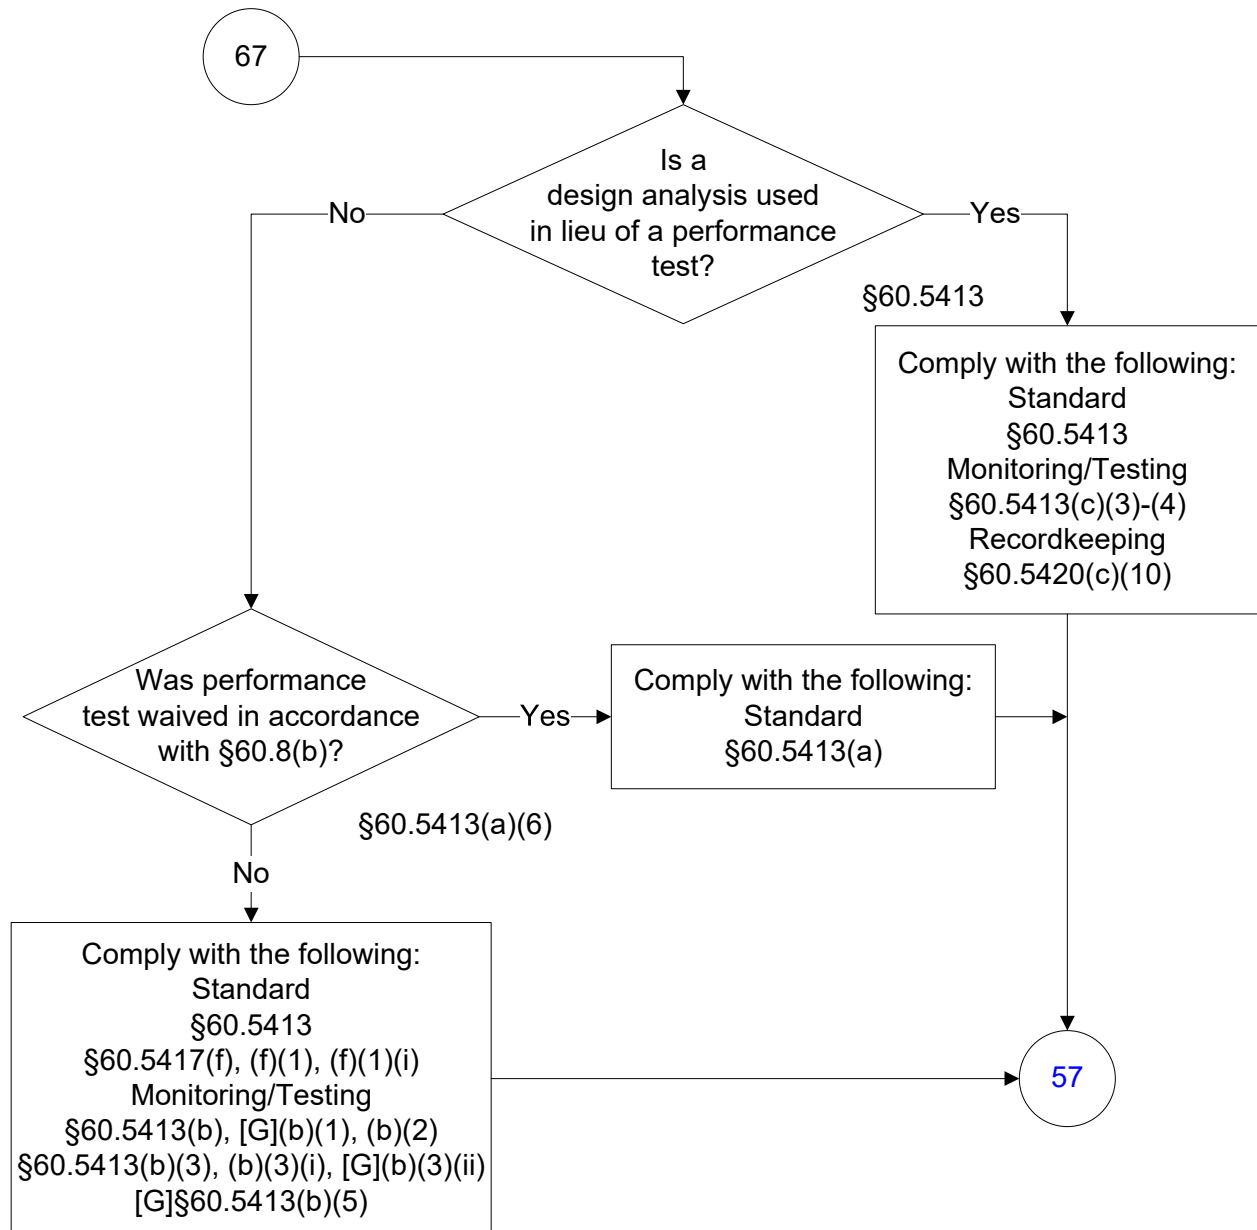 67
Is a
design analysis used
in lieu of a performance
test?
No
Yes
§60.5413
Comply with the following:
Standard
§60.5413
Monitoring/Testing
§60.5413(c)(3)-(4)
Recordkeeping
§60.5420(c)(10)
Was performance
test waived in accordance
with §60.8(b)?
Yes
Comply with the following:
Standard
§60.5413(a)
§60.5413(a)(6)
No
Comply with the following:
Standard
§60.5413
§60.5417(f), (f)(1), (f)(1)(i)
Monitoring/Testing
§60.5413(b), [G](b)(1), (b)(2)
§60.5413(b)(3), (b)(3)(i), [G](b)(3)(ii)
[G]§60.5413(b)(5)
57